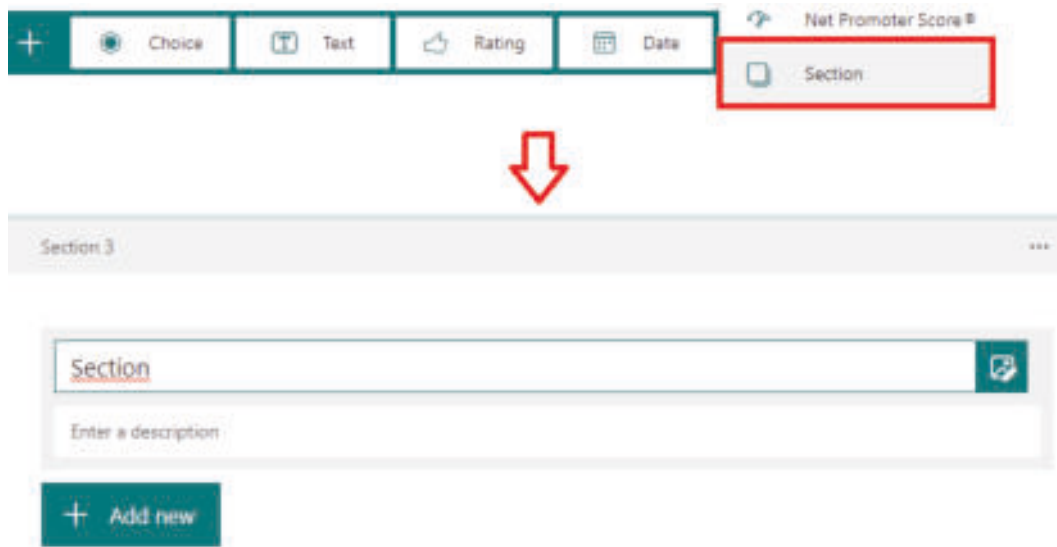 Net Promoter Score®
Choice
Text
Rating
Date
Section
Section 3
Section
Enter a description
Add new